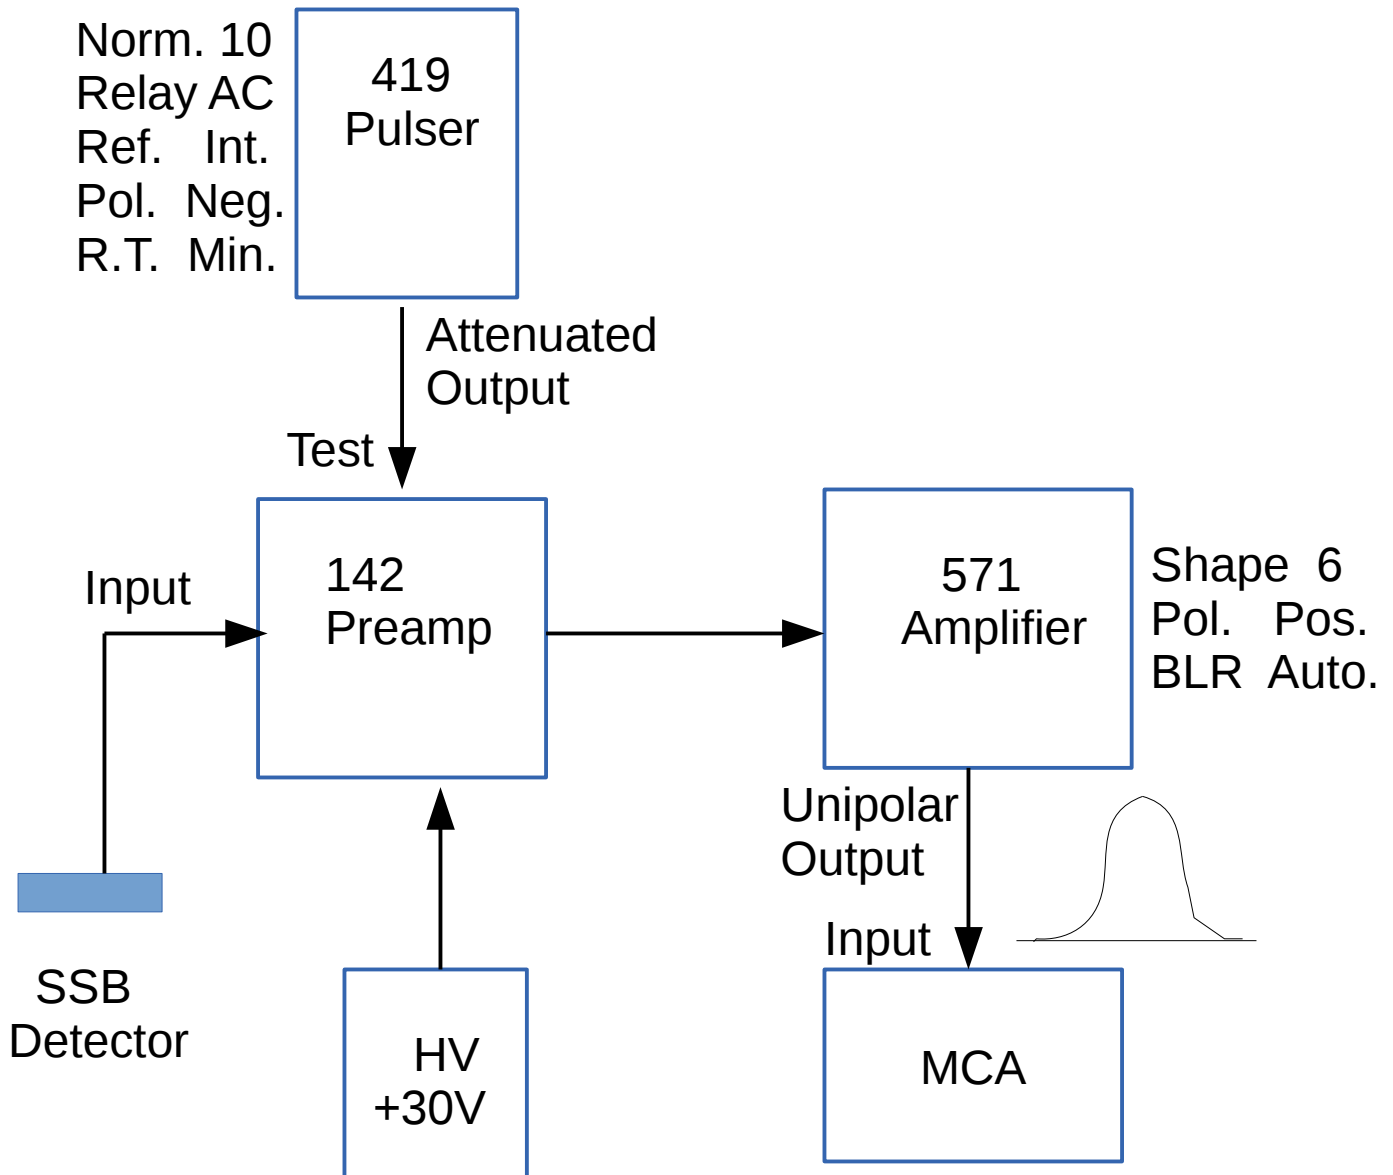 Norm. 10
Relay AC
Ref. Int.
Pol. Neg.
R.T. Min.
419
Pulser
Attenuated
Output
Test
Input
142
Preamp
571
Amplifier
Shape 6
Pol. Pos.
BLR Auto.
Unipolar
Output
Input
SSB
Detector
HV
+30V
MCA